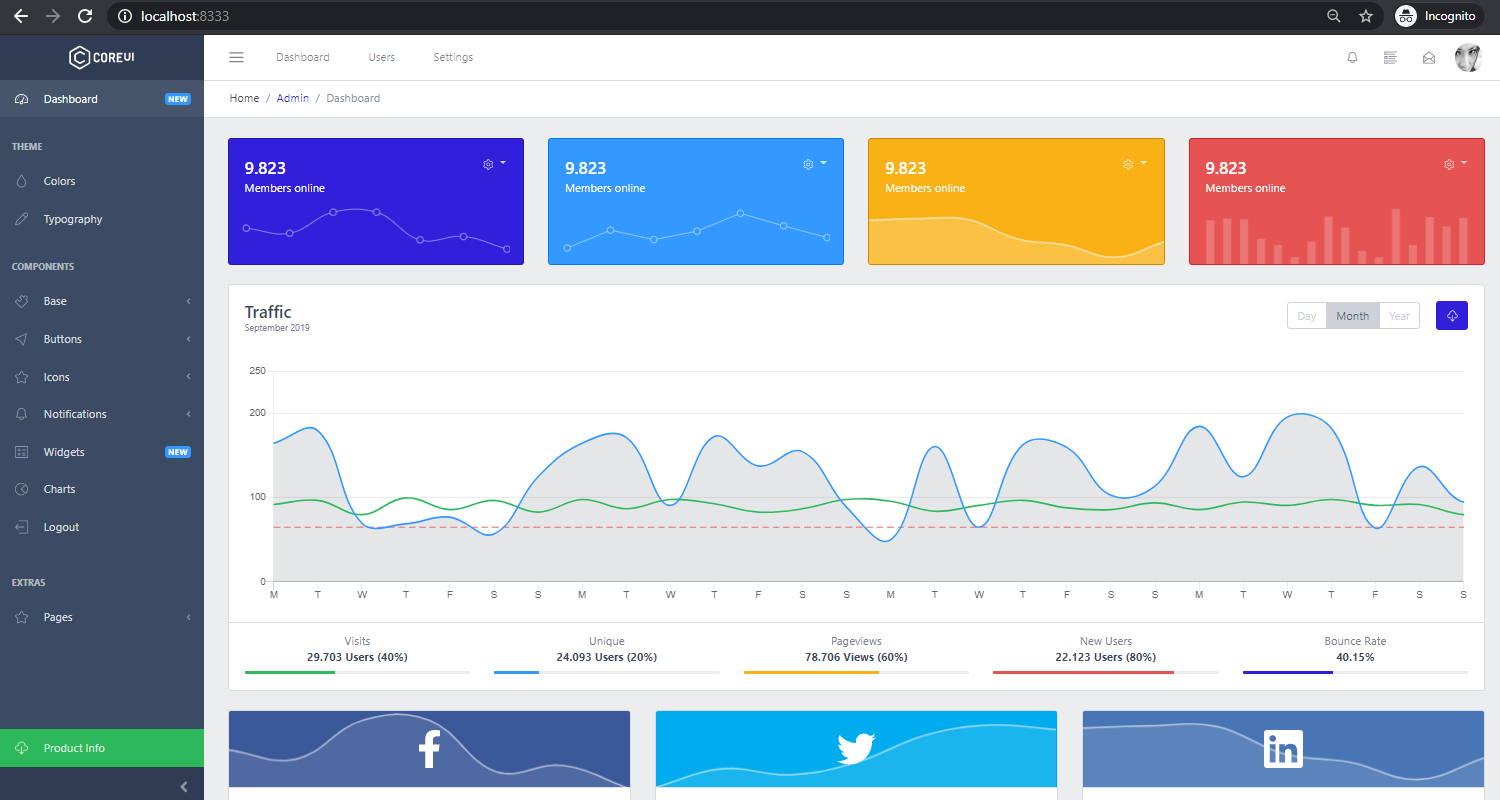 localhost:8333
Incognito
COREUI
Dashboard NEW
THEME
Colors
Typography
COMPONENTS
Base
Buttons
Icons
Notifications
Widgets NEW
Charts
Logout
EXTRAS
Pages
Product Info
Dashboard Users Settings
Home / Admin / Dashboard
9.823
Members online
9.823
Members online
9.823
Members online
9.823
Members online
Traffic
September 2019
Day Month Year
250
200
100
0
M T W T F S S M T W T F S S M T W T F S S M T W T F S S
Visits
29.703 Users (40%)
Unique
24.093 Users (20%)
Pageviews
78.706 Views (60%)
New Users
22.123 Users (80%)
Bounce Rate
40.15%
f
in